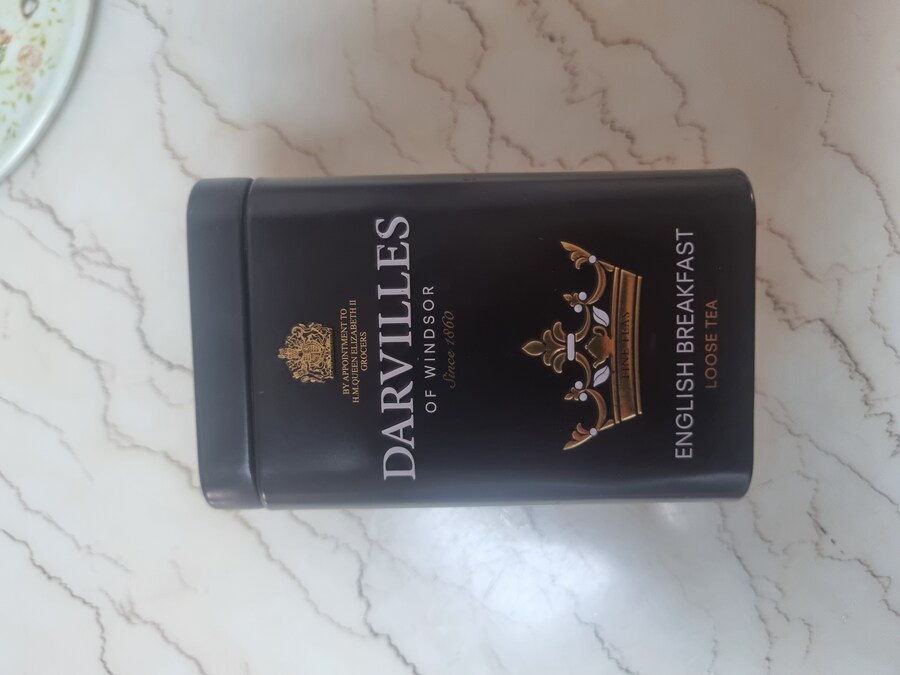 BY APPOINTMENT TO
H.M.QUEEN ELIZABETH II
GROCERS
DARVILLES
OF WINDSOR
Since 1860
FINE TEAS
ENGLISH BREAKFAST
LOOSE TEA